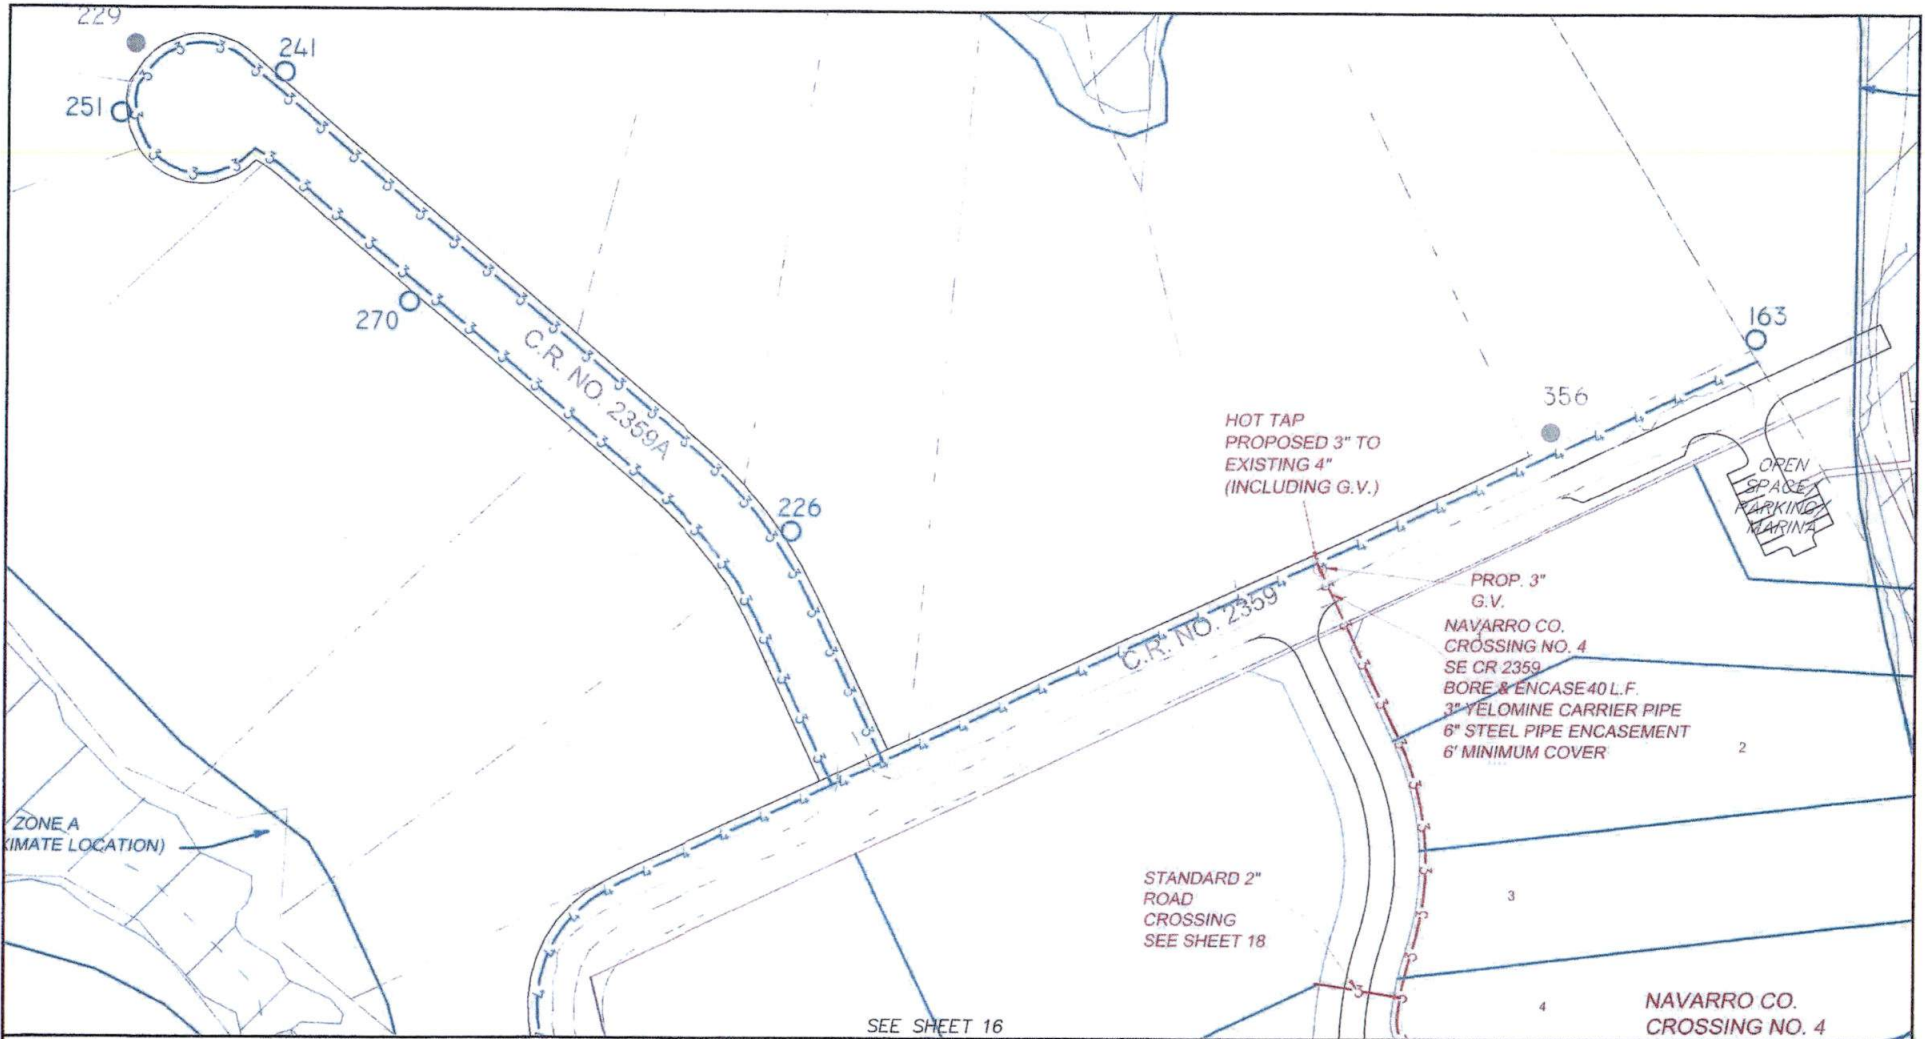 229
241
251
270
C.R. NO. 2359A
226
163
356
HOT TAP
PROPOSED 3" TO
EXISTING 4"
(INCLUDING G.V.)
OPEN
SPACE/
PARKING/
MARINA
C.R. NO. 2359
PROP. 3"
G.V.
NAVARRO CO.
CROSSING NO. 4
SE CR 2359
BORE & ENCASE 40 L.F.
3" YELOMINE CARRIER PIPE
6" STEEL PIPE ENCASEMENT
6' MINIMUM COVER
1
2
ZONE A
XIMATE LOCATION)
STANDARD 2"
ROAD
CROSSING
SEE SHEET 18
3
4
NAVARRO CO.
CROSSING NO. 4
SEE SHEET 16